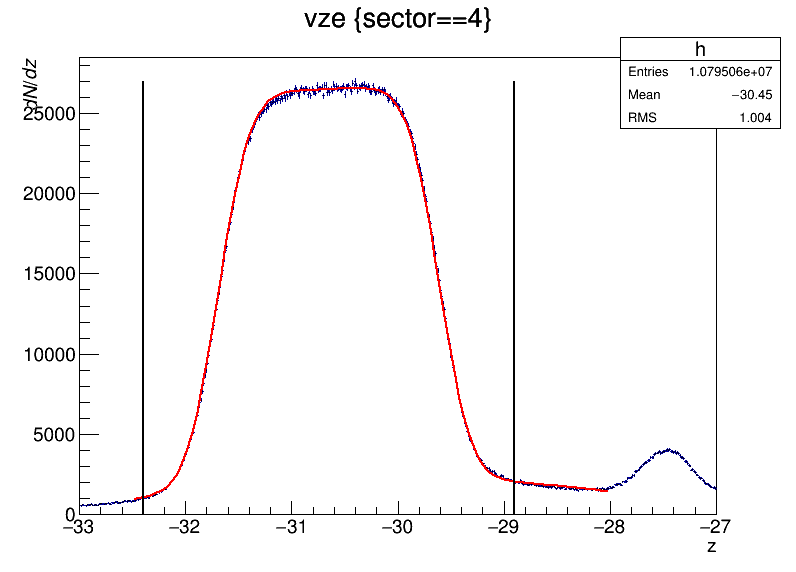 vze {sector==4}
h
Entries 1.079506e+07
Mean −30.45
RMS 1.004
dN/dz
25000
20000
15000
10000
5000
0
−33 −32 −31 −30 −29 −28 −27
z